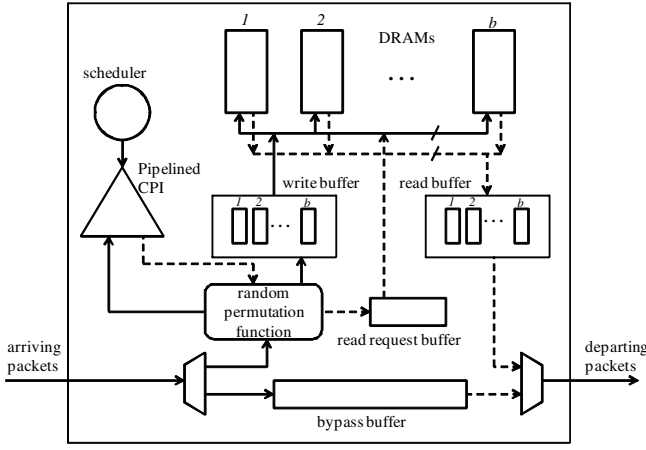 1
2
b
DRAMs
...
scheduler
Pipelined
CPI
write buffer
read buffer
1
2
...
b
1
2
...
b
random
permutation
function
read request buffer
arriving
packets
departing
packets
bypass buffer